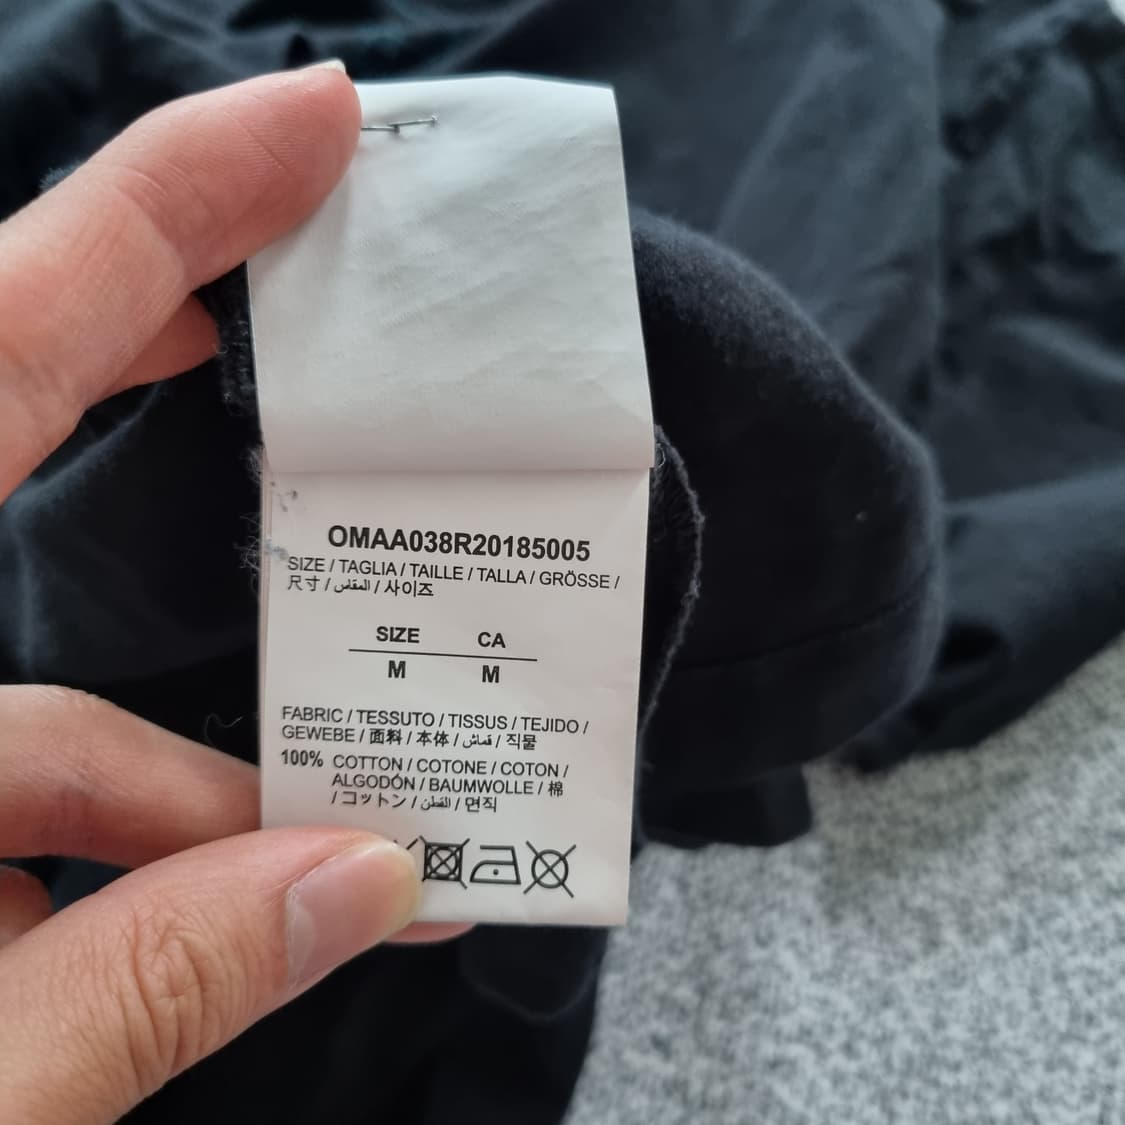 OMAA038R20185005
SIZE / TAGLIA / TAILLE / TALLA / GRÖSSE /
尺寸 / المقاس / 사이즈
SIZE CA
M M
FABRIC / TESSUTO / TISSUS / TEJIDO /
GEWEBE / 面料 / 本体 / قماش / 직물
100% COTTON / COTONE / COTON /
ALGODÓN / BAUMWOLLE / 棉
/ コットン / القطن / 면직